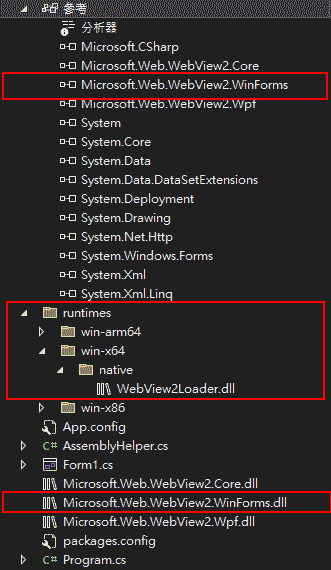 參考
分析器
Microsoft.CSharp
Microsoft.Web.WebView2.Core
Microsoft.Web.WebView2.WinForms
Microsoft.Web.WebView2.Wpf
System
System.Core
System.Data
System.Data.DataSetExtensions
System.Deployment
System.Drawing
System.Net.Http
System.Windows.Forms
System.Xml
System.Xml.Linq
runtimes
win-arm64
win-x64
native
WebView2Loader.dll
win-x86
App.config
C# AssemblyHelper.cs
Form1.cs
Microsoft.Web.WebView2.Core.dll
Microsoft.Web.WebView2.WinForms.dll
Microsoft.Web.WebView2.Wpf.dll
packages.config
C# Program.cs